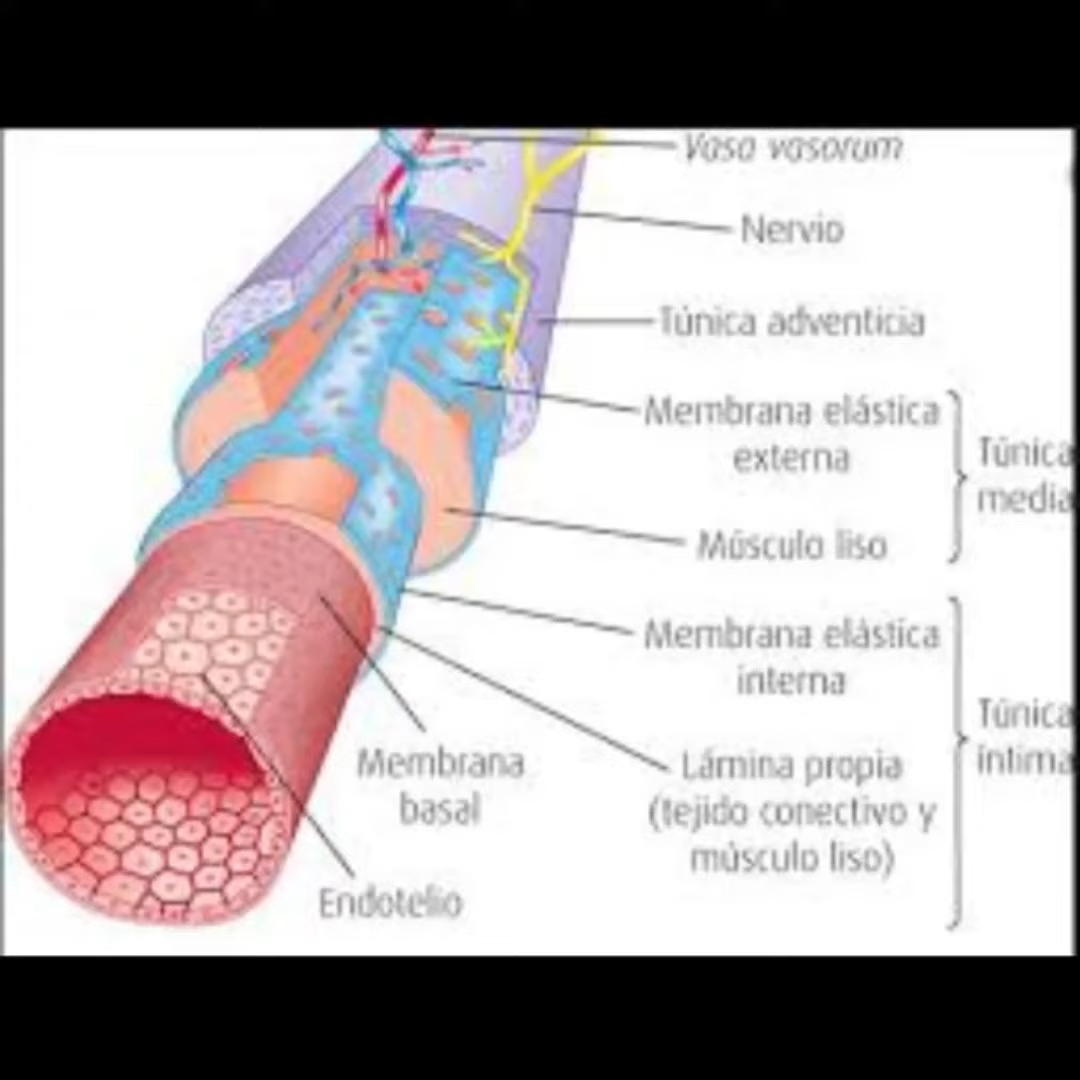 Vasa vasorum
Nervio
Túnica adventicia
Membrana elástica
externa
Músculo liso
Túnica
media
Membrana elástica
interna
Lámina propia
(tejido conectivo y
músculo liso)
Túnica
íntima
Membrana
basal
Endotelio